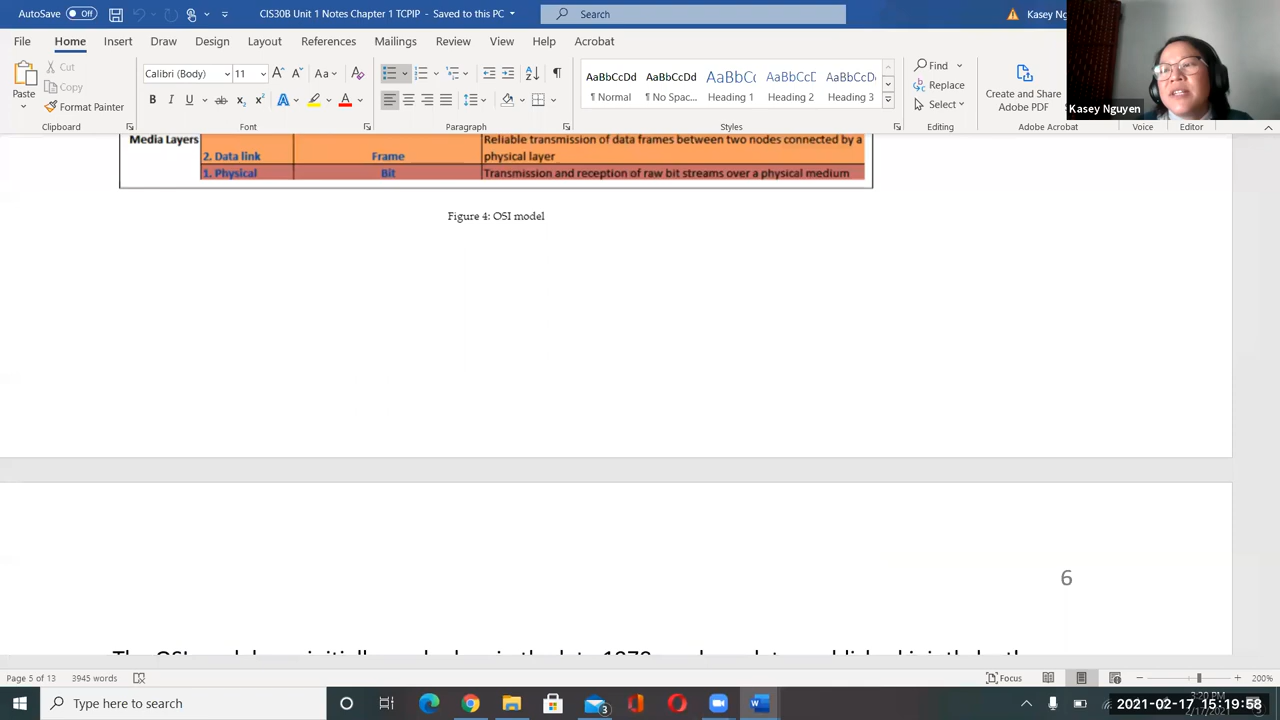 AutoSave Off CIS30B Unit 1 Notes Chapter 1 TCPIP - Saved to this PC Search Kasey Ng
File Home Insert Draw Design Layout References Mailings Review View Help Acrobat
Paste Cut Copy Format Painter
Calibri (Body) 11
AaBbCcDd AaBbCcDd AaBbCc AaBbCcD AaBbCcDd
¶ Normal ¶ No Spac... Heading 1 Heading 2 Heading 3
Find Replace Select
Create and Share
Adobe PDF
Kasey Nguyen
Clipboard Font Paragraph Styles Editing Adobe Acrobat Voice Editor
Media Layers
Reliable transmission of data frames between two nodes connected by a
2. Data link Frame physical layer
1. Physical Bit Transmission and reception of raw bit streams over a physical medium
Figure 4: OSI model
6
Page 5 of 13 3945 words Focus 200%
Type here to search 3 3:20 PM
2021-02-17 15:19:58